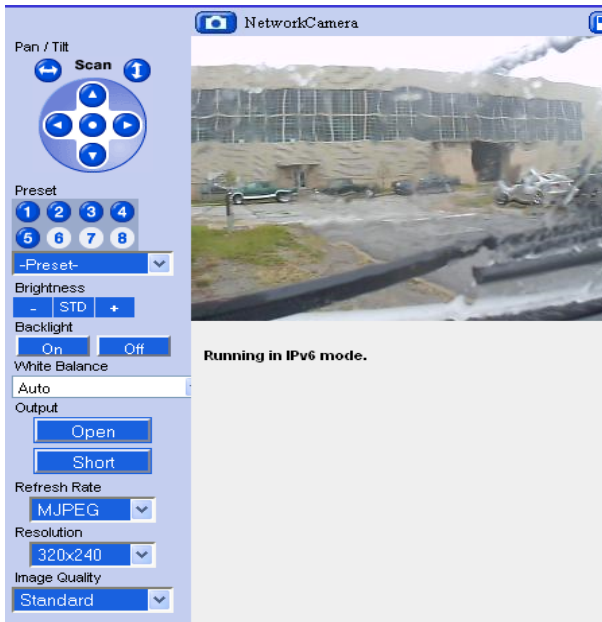 NetworkCamera
Pan / Tilt
Scan
Preset
1 2 3 4
5 6 7 8
-Preset-
Brightness
- STD +
Backlight
On Off
White Balance
Auto
Output
Open
Short
Refresh Rate
MJPEG
Resolution
320x240
Image Quality
Standard
Running in IPv6 mode.